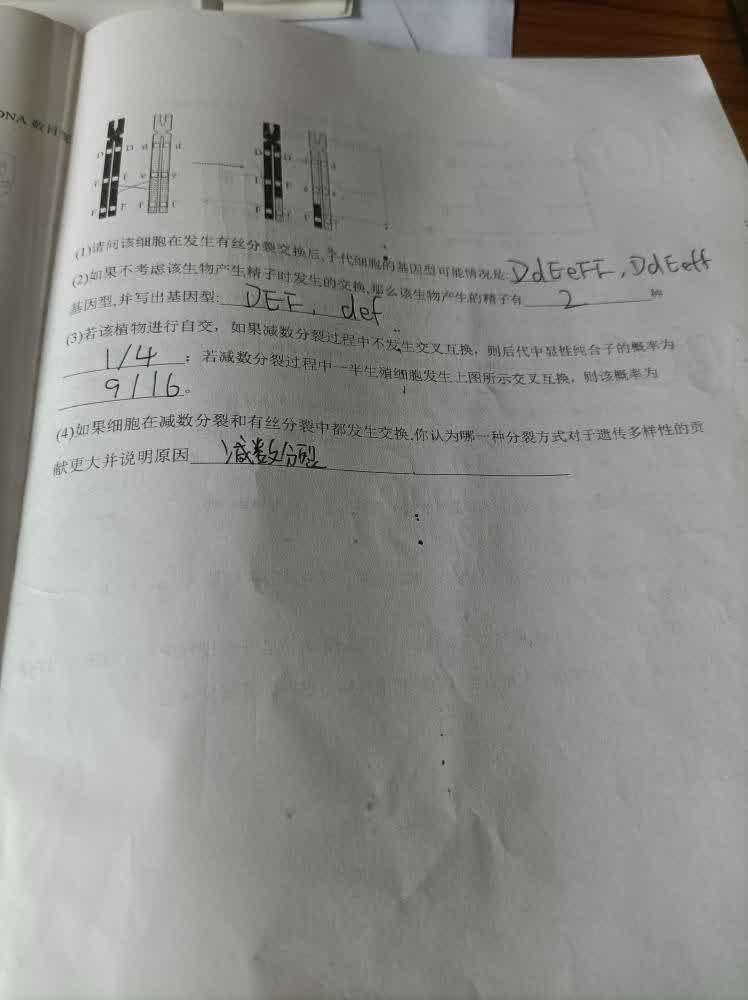 DNA 数目
D D d d
E E e e
F F f f
(1)请问该细胞在发生有丝分裂交换后,子代细胞的基因型可能情况是: DdEeFF, DdEeff
(2)如果不考虑该生物产生精子时发生的交换,那么该生物产生的精子有 2 种
基因型,并写出基因型: DEF, def
(3)若该植物进行自交，如果减数分裂过程中不发生交叉互换，则后代中显性纯合子的概率为
1/4 ；若减数分裂过程中一半生殖细胞发生上图所示交叉互换，则该概率为
9/16 。
(4)如果细胞在减数分裂和有丝分裂中都发生交换,你认为哪一种分裂方式对于遗传多样性的贡
献更大并说明原因 减数分裂